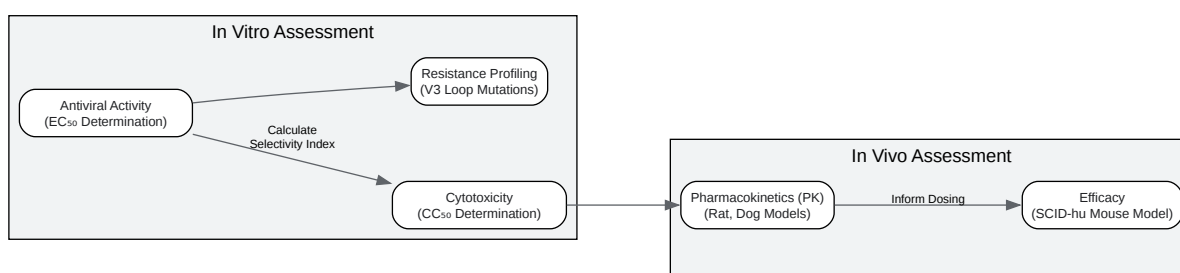 In Vitro Assessment
Resistance Profiling
(V3 Loop Mutations)
Antiviral Activity
(EC₅₀ Determination)
Calculate
Selectivity Index
Cytotoxicity
(CC₅₀ Determination)
In Vivo Assessment
Pharmacokinetics (PK)
(Rat, Dog Models)
Inform Dosing
Efficacy
(SCID-hu Mouse Model)